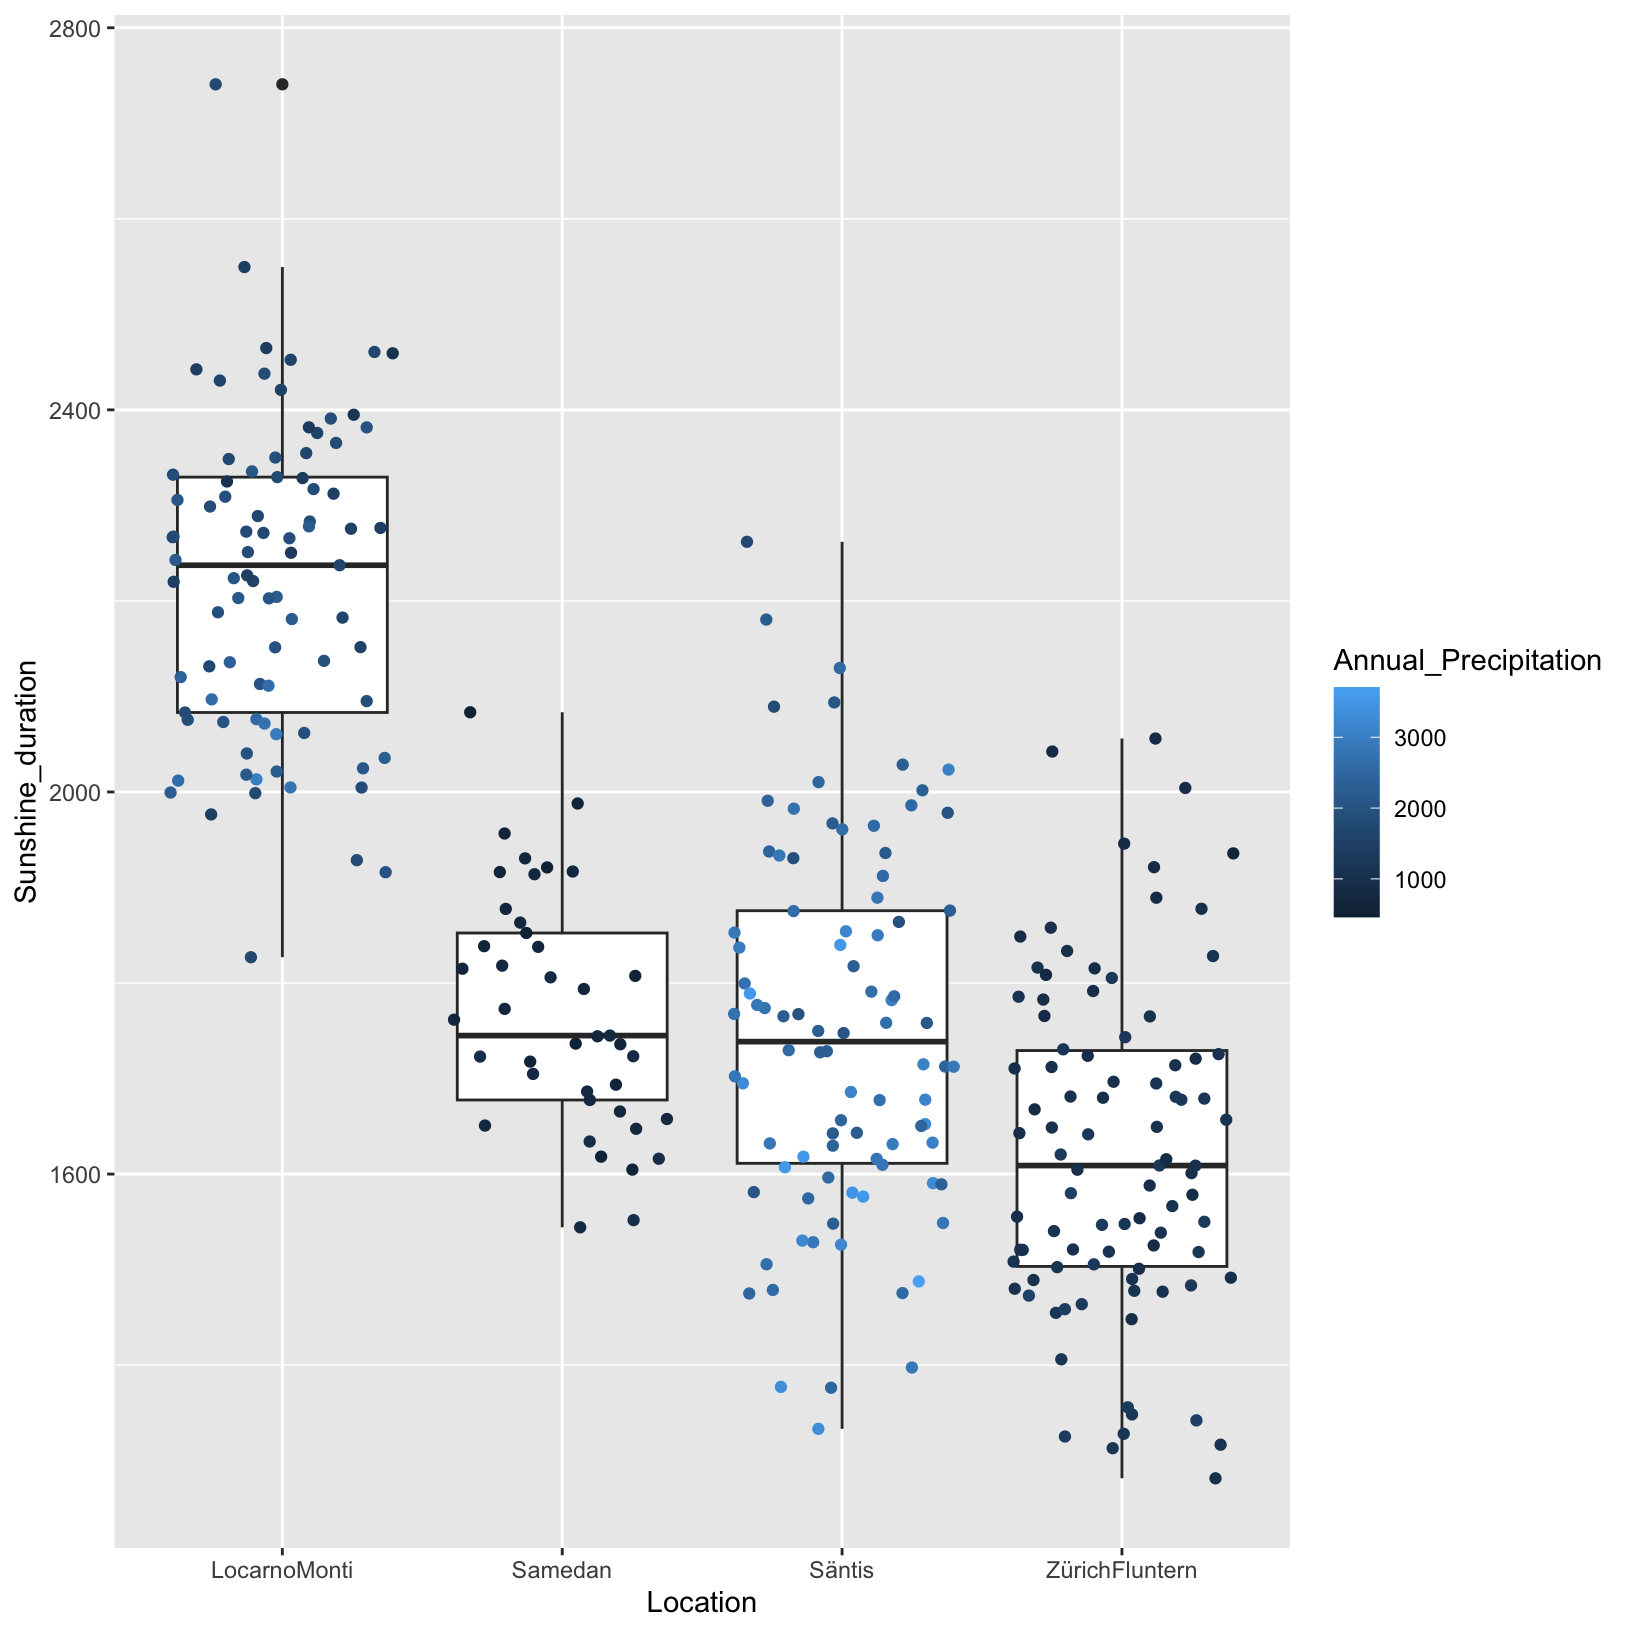 2800
2400
2000
1600
Sunshine_duration
LocarnoMonti
Samedan
Säntis
ZürichFluntern
Location
Annual_Precipitation
3000
2000
1000